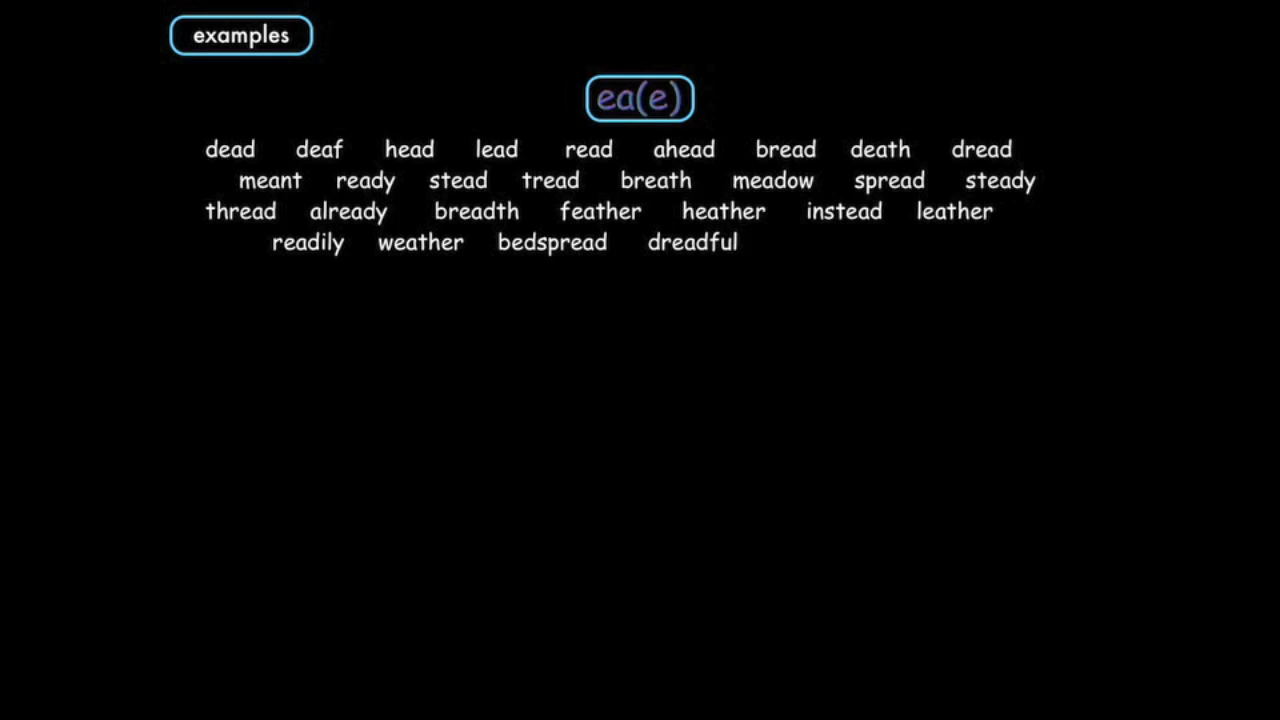 examples
ea(e)
dead deaf head lead read ahead bread death dread
meant ready stead tread breath meadow spread steady
thread already breadth feather heather instead leather
readily weather bedspread dreadful